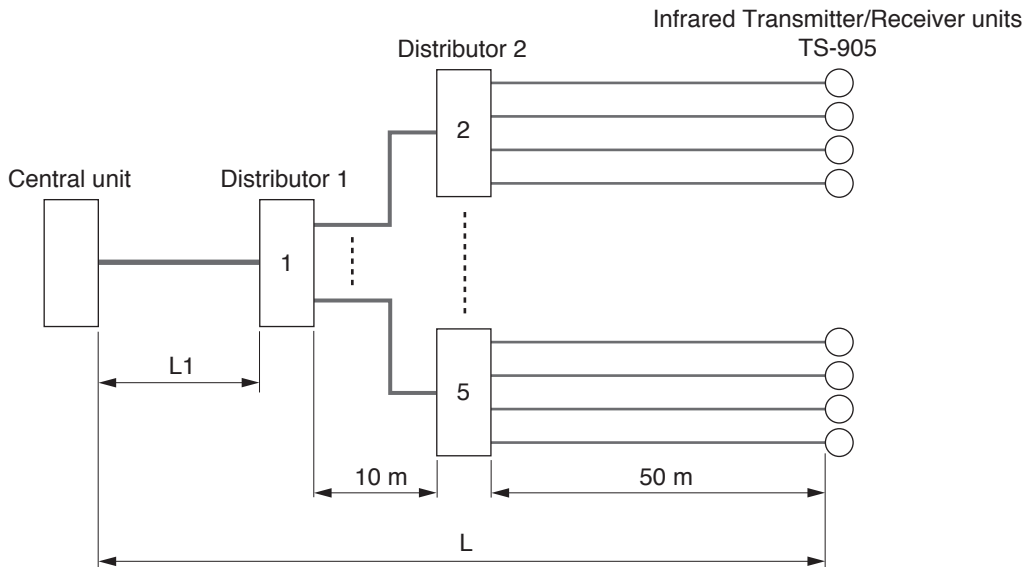 Infrared Transmitter/Receiver units
TS-905
Distributor 2
2
Central unit
Distributor 1
1
L1
5
10 m
50 m
L